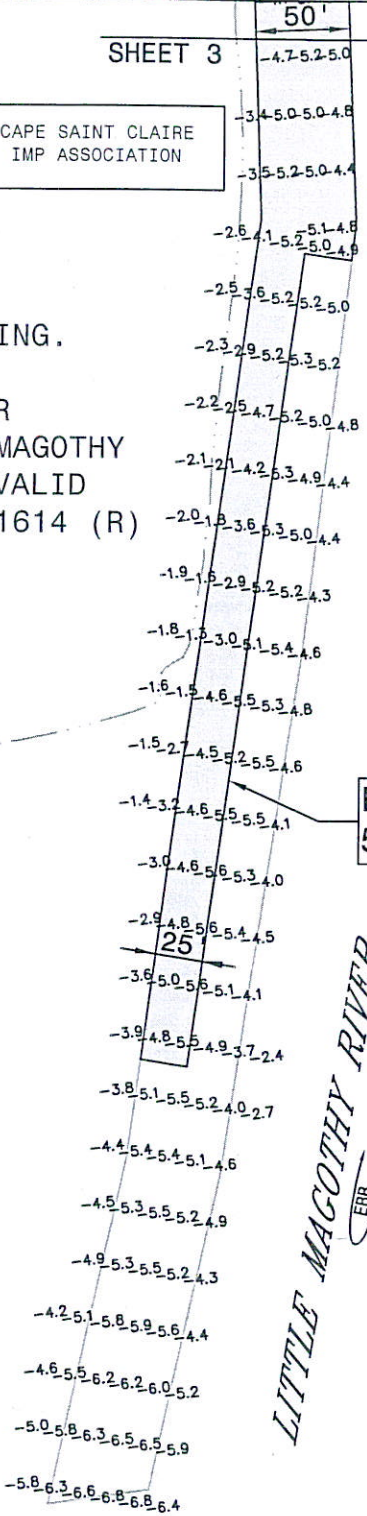 50'
SHEET 3
-4.7-5.2-5.0
-3.4-5.0-5.0-4.8
CAPE SAINT CLAIRE
IMP ASSOCIATION
-3.5-5.2-5.0-4.4
-2.6-4.1-5.2-5.1-4.8
-5.0-4.9
-2.5-3.6-5.2-5.2-5.0
ING.
-2.3-2.9-5.2-5.3-5.2
R
-2.2-2.5-4.7-5.2-5.0-4.8
MAGOTHY
-2.1-2.1-4.2-5.3-4.9-4.4
VALID
1614 (R)
-2.0-1.8-3.6-5.3-5.0-4.4
-1.9-1.6-2.9-5.2-5.2-4.3
-1.8-1.3-3.0-5.1-5.4-4.6
-1.6-1.5-4.6-5.5-5.3-4.8
-1.5-2.7-4.5-5.2-5.5-4.6
-1.4-3.2-4.6-5.5-5.5-4.1
-3.0-4.6-5.6-5.3-4.0
-2.9-4.8-5.6-5.4-4.5
25'
-3.6-5.0-5.6-5.1-4.1
-3.9-4.8-5.5-4.9-3.7-2.4
-3.8-5.1-5.5-5.2-4.0-2.7
-4.4-5.4-5.4-5.1-4.6
LITTLE MAGOTHY RIVER
EBB
-4.5-5.3-5.5-5.2-4.9
-4.9-5.3-5.5-5.2-4.3
-4.2-5.1-5.8-5.9-5.6-4.4
-4.6-5.5-6.2-6.2-6.0-5.2
-5.0-5.8-6.3-6.5-6.5-5.9
-5.8-6.3-6.6-6.8-6.8-6.4